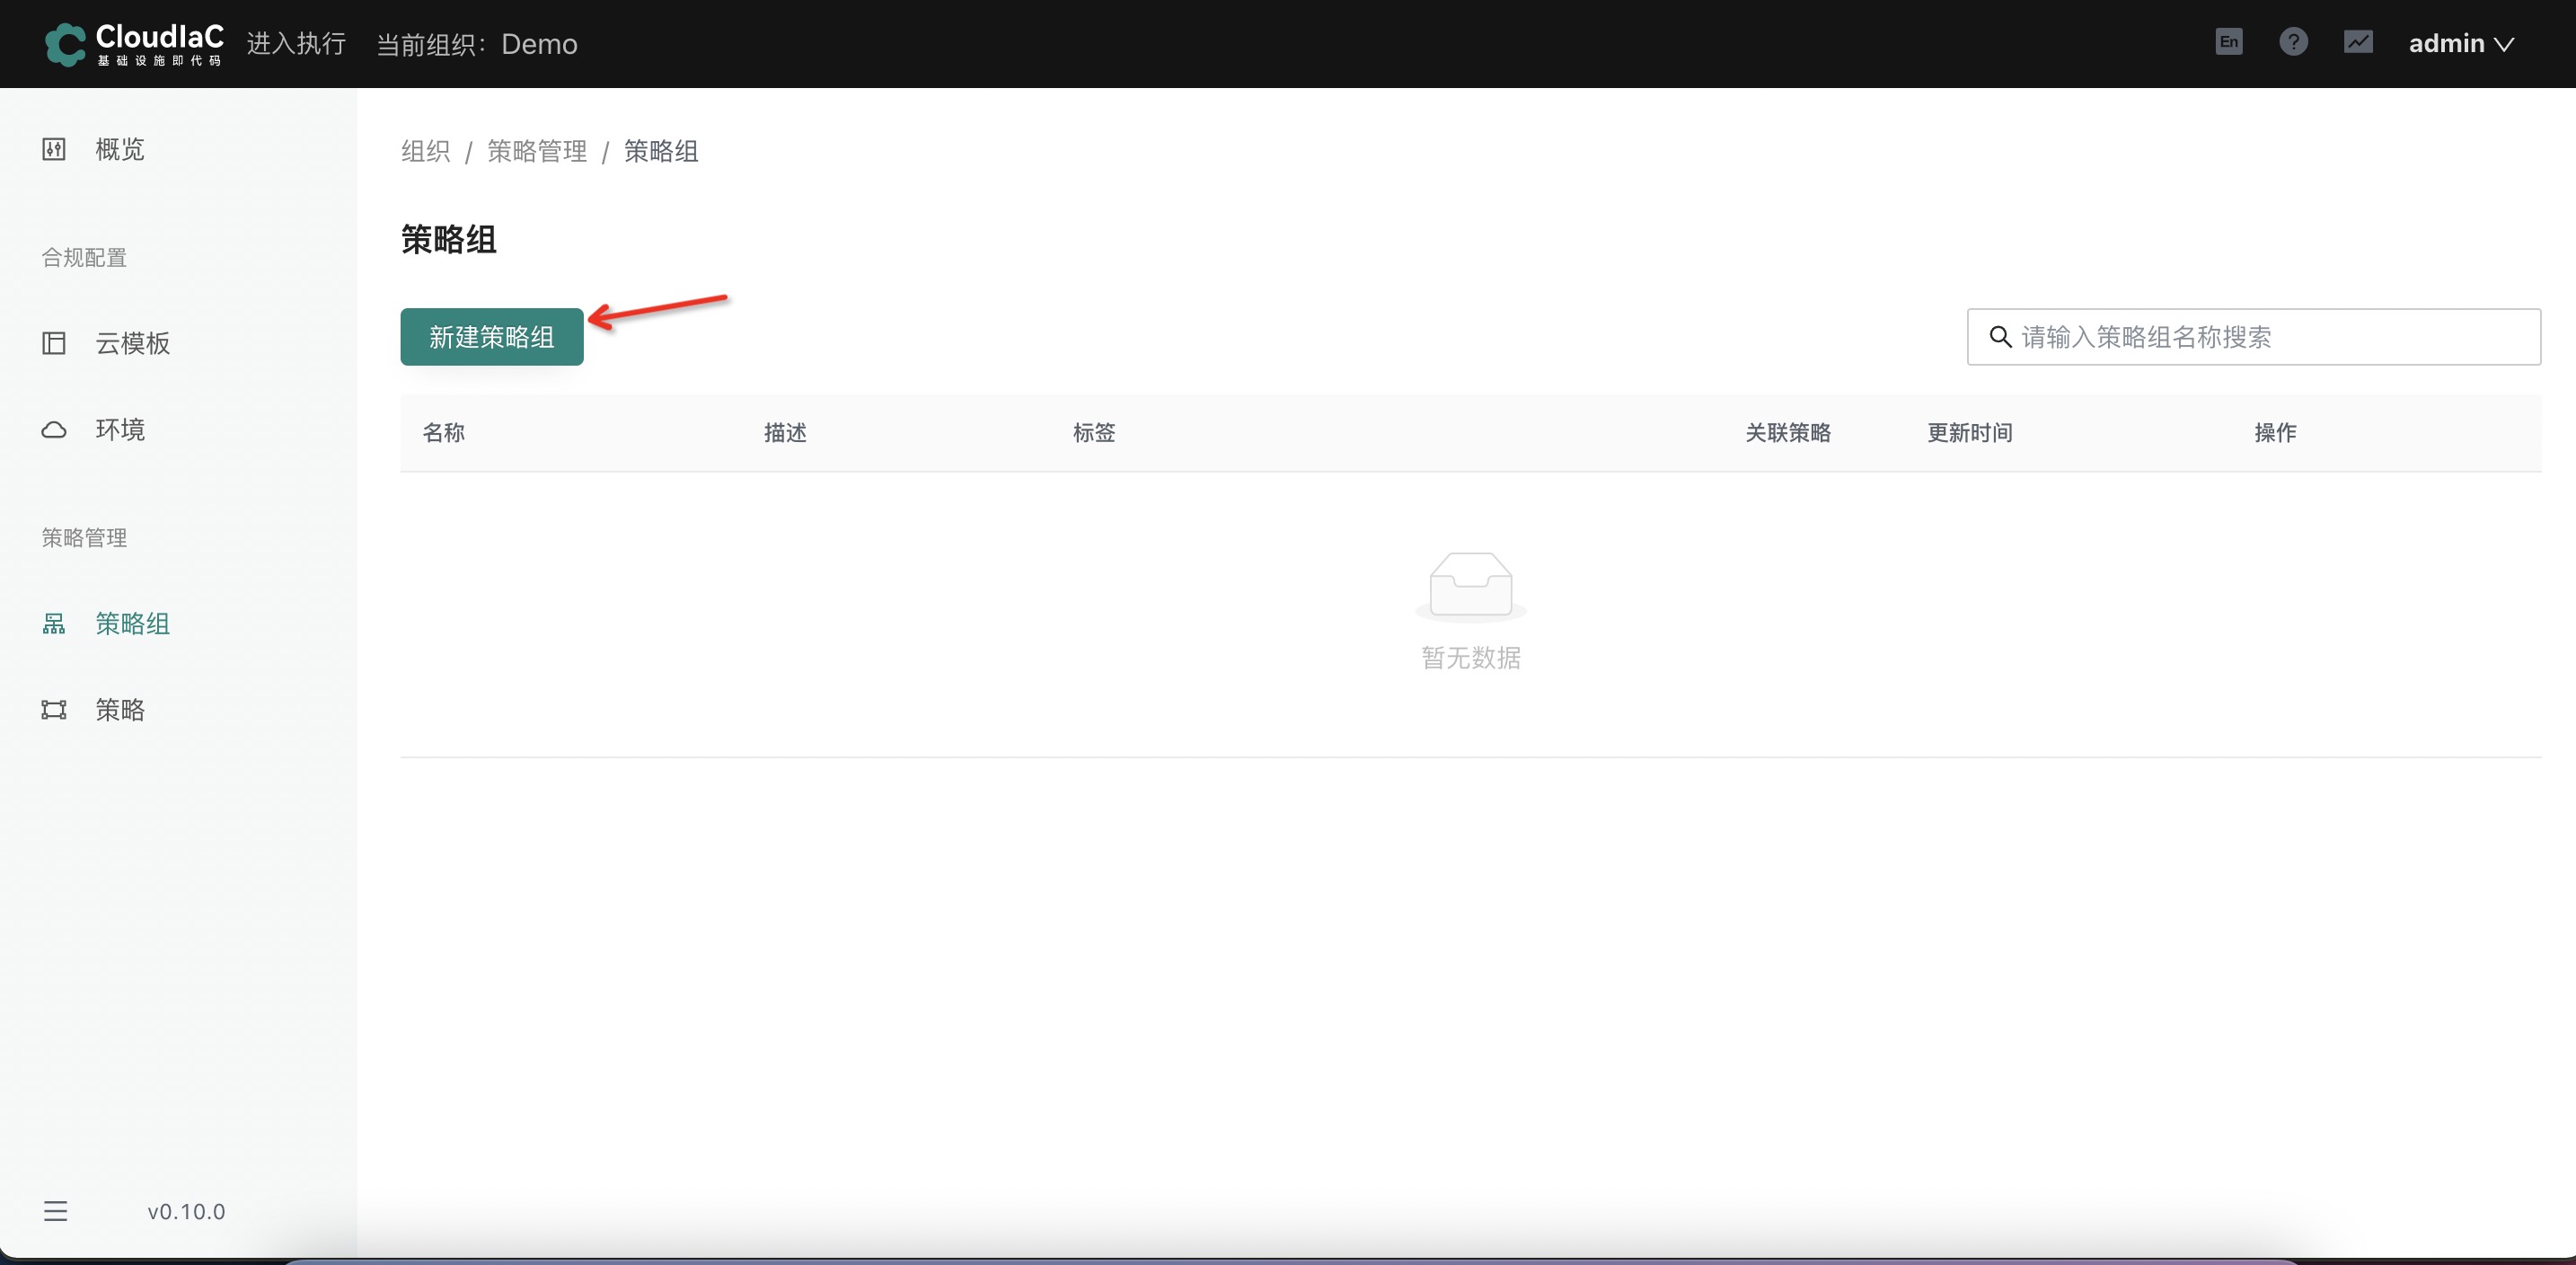 CloudIaC
基础设施即代码
进入执行
当前组织：Demo
En
?
admin
概览
合规配置
云模板
环境
策略管理
策略组
策略
v0.10.0
组织 / 策略管理 / 策略组
策略组
新建策略组
请输入策略组名称搜索
名称 描述 标签 关联策略 更新时间 操作
暂无数据